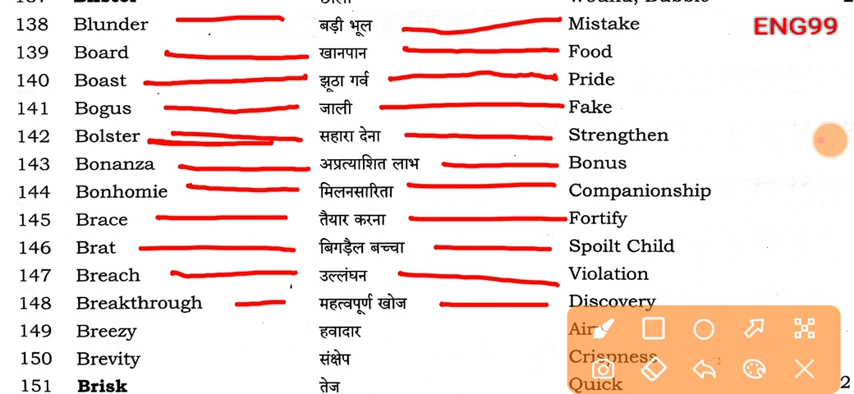 138 Blunder बड़ी भूल Mistake ENG99
139 Board खानपान Food
140 Boast झूठा गर्व Pride
141 Bogus जाली Fake
142 Bolster सहारा देना Strengthen
143 Bonanza अप्रत्याशित लाभ Bonus
144 Bonhomie मिलनसारिता Companionship
145 Brace तैयार करना Fortify
146 Brat बिगड़ैल बच्चा Spoilt Child
147 Breach उल्लंघन Violation
148 Breakthrough महत्वपूर्ण खोज Discovery
149 Breezy हवादार
150 Brevity संक्षेप Crispness
151 Brisk तेज Quick 2